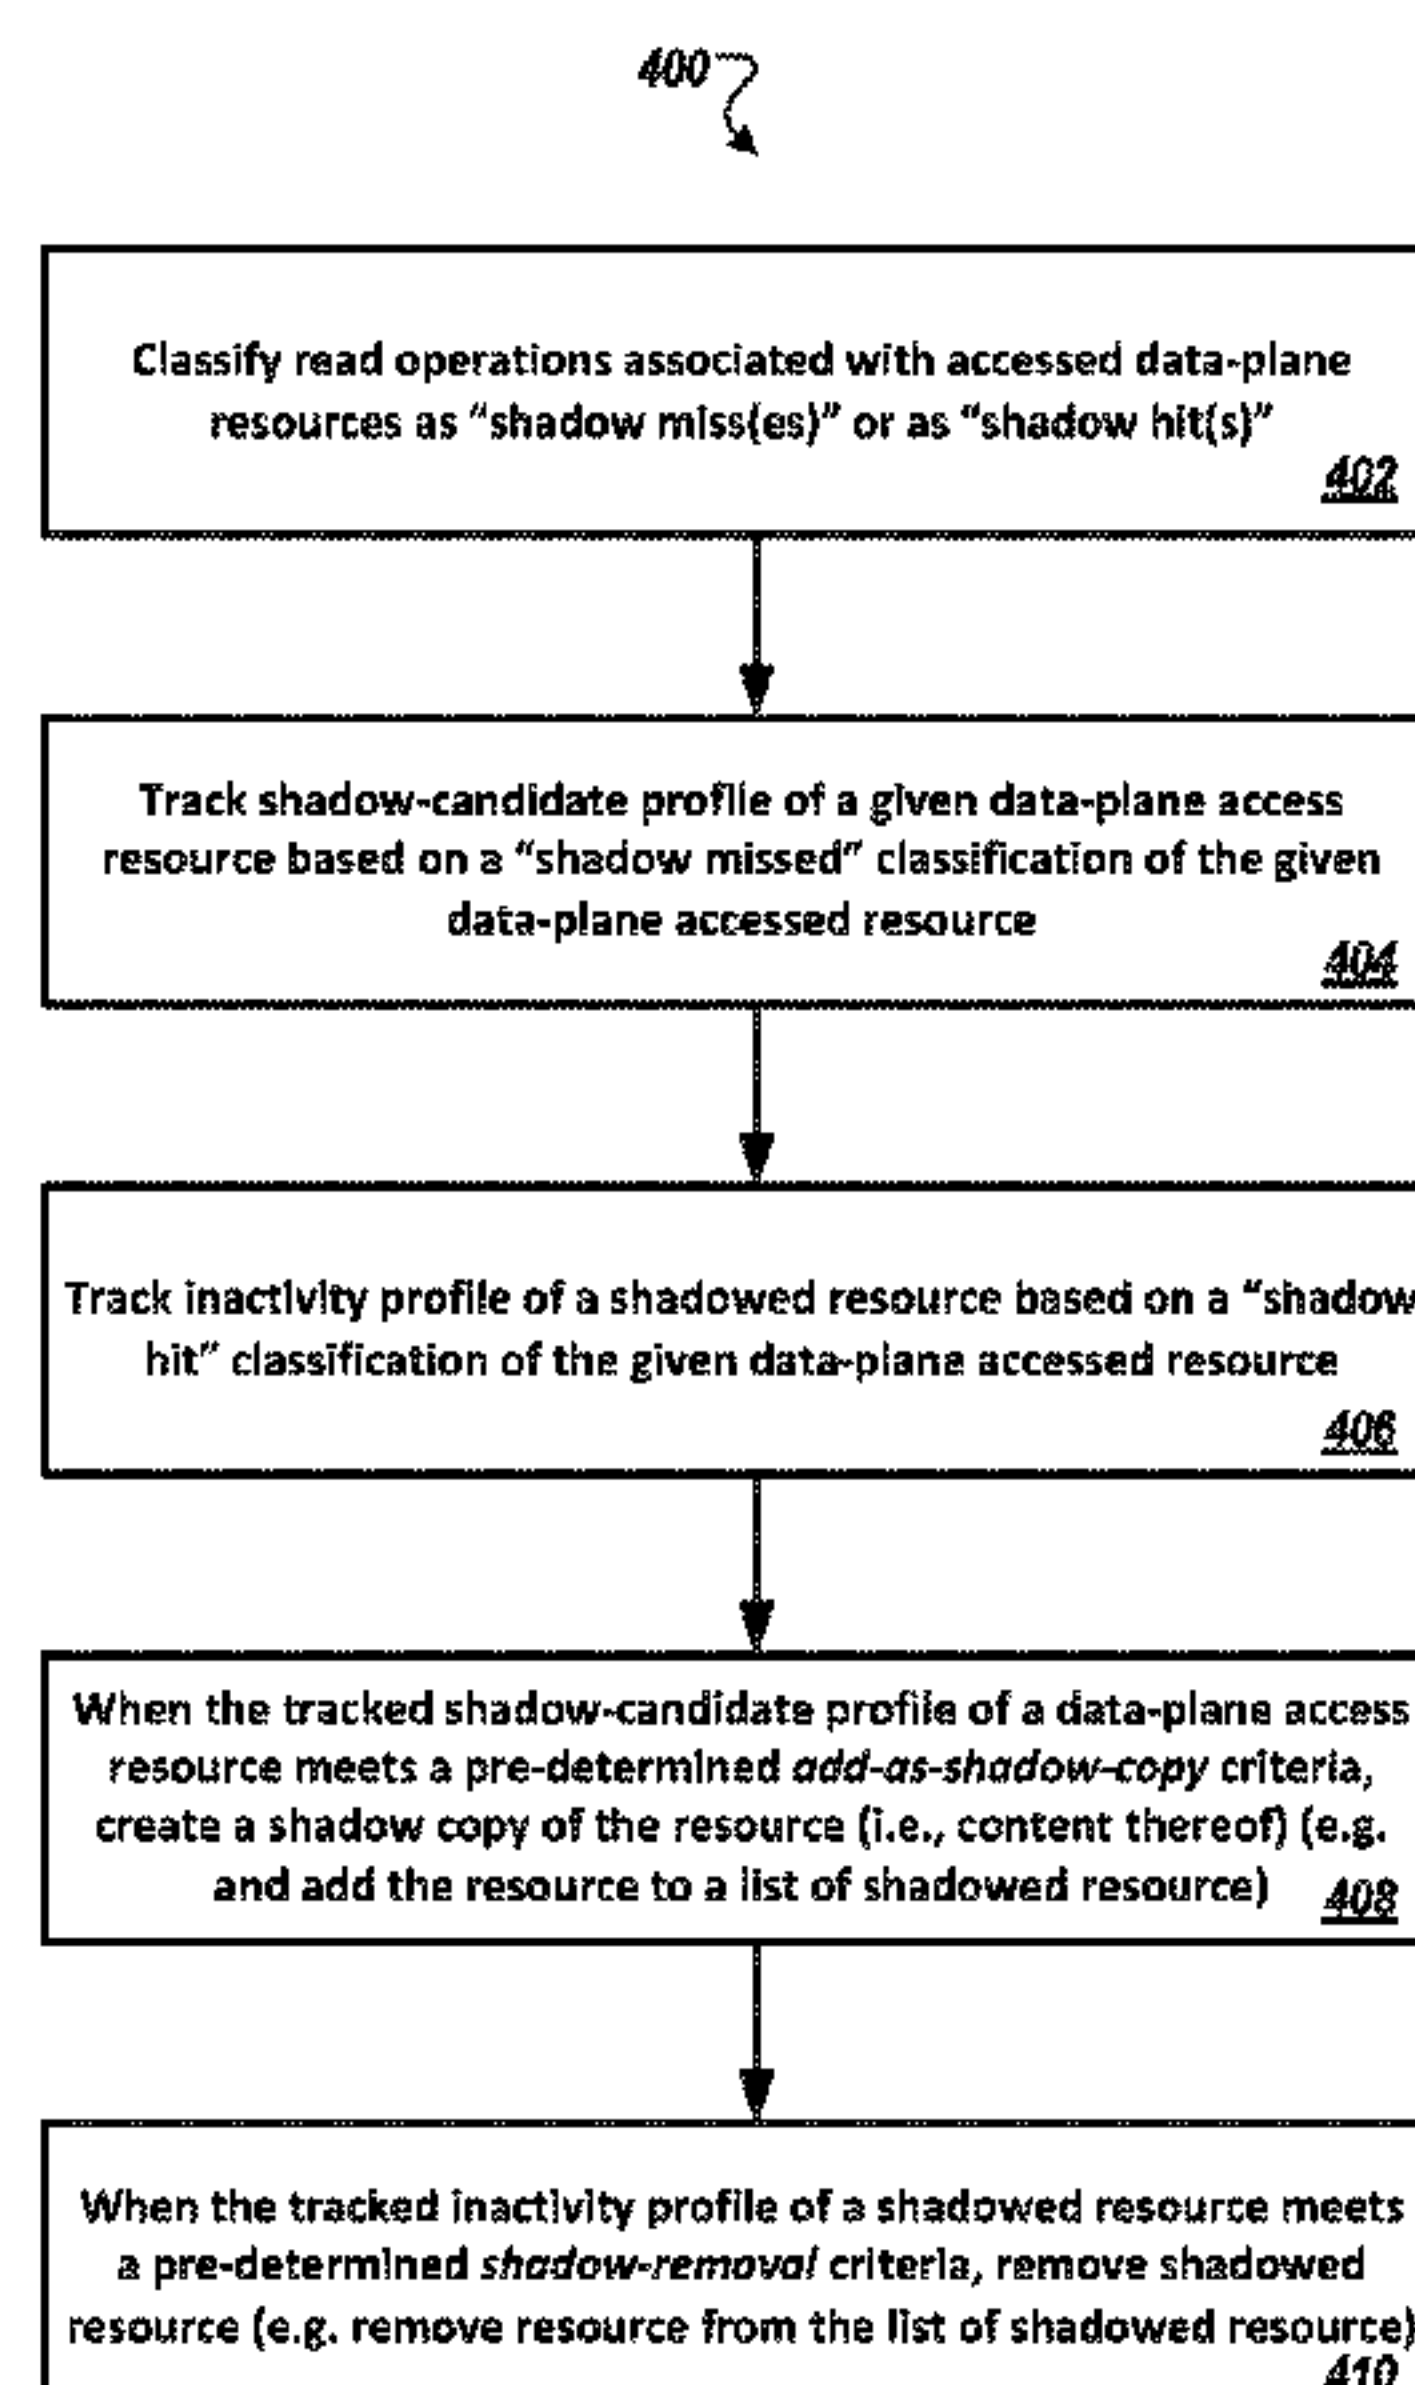 400
Classify read operations associated with accessed data-plane
resources as “shadow miss(es)” or as “shadow hit(s)”
402
Track shadow-candidate profile of a given data-plane access
resource based on a “shadow missed” classification of the given
data-plane accessed resource
404
Track inactivity profile of a shadowed resource based on a “shadow
hit” classification of the given data-plane accessed resource
406
When the tracked shadow-candidate profile of a data-plane access
resource meets a pre-determined add-as-shadow-copy criteria,
create a shadow copy of the resource (i.e., content thereof) (e.g.
and add the resource to a list of shadowed resource)
408
When the tracked inactivity profile of a shadowed resource meets
a pre-determined shadow-removal criteria, remove shadowed
resource (e.g. remove resource from the list of shadowed resource)
410